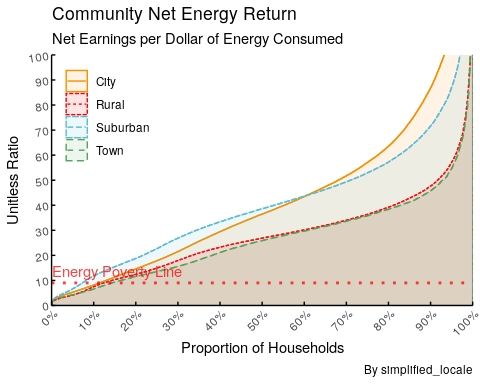 Community Net Energy Return
Net Earnings per Dollar of Energy Consumed
100
90
80
70
60
50
40
30
20
10
0
Unitless Ratio
City
Rural
Suburban
Town
Energy Poverty Line
0%
10%
20%
30%
40%
50%
60%
70%
80%
90%
100%
Proportion of Households
By simplified_locale